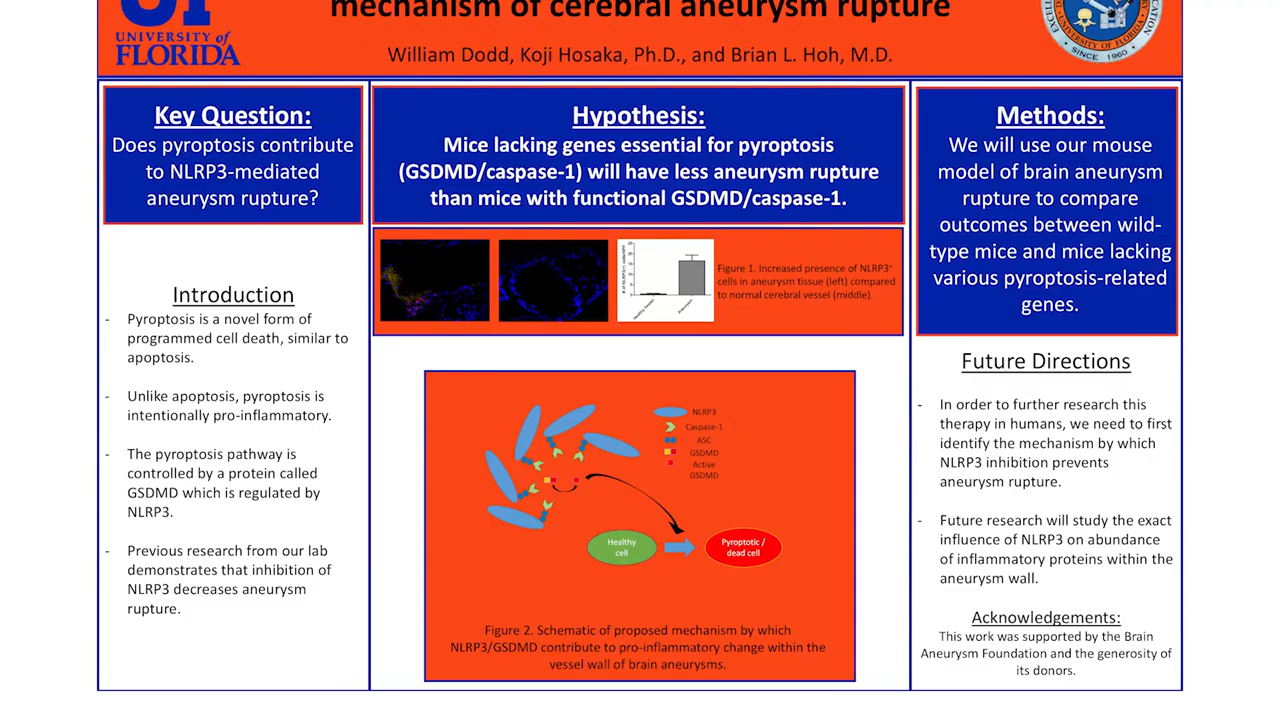 mechanism of cerebral aneurysm rupture
UF
UNIVERSITY of
FLORIDA
William Dodd, Koji Hosaka, Ph.D., and Brian L. Hoh, M.D.
UNIVERSITY OF FLORIDA
SINCE 1960
Key Question:
Does pyroptosis contribute
to NLRP3-mediated
aneurysm rupture?
Introduction
- Pyroptosis is a novel form of
programmed cell death, similar to
apoptosis.
- Unlike apoptosis, pyroptosis is
intentionally pro-inflammatory.
- The pyroptosis pathway is
controlled by a protein called
GSDMD which is regulated by
NLRP3.
- Previous research from our lab
demonstrates that inhibition of
NLRP3 decreases aneurysm
rupture.
Hypothesis:
Mice lacking genes essential for pyroptosis
(GSDMD/caspase-1) will have less aneurysm rupture
than mice with functional GSDMD/caspase-1.
Figure 1. Increased presence of NLRP3⁺
cells in aneurysm tissue (left) compared
to normal cerebral vessel (middle).
NLRP3
Caspase-1
ASC
GSDMD
Active
GSDMD
Healthy
cell
Pyroptotic /
dead cell
Figure 2. Schematic of proposed mechanism by which
NLRP3/GSDMD contribute to pro-inflammatory change within the
vessel wall of brain aneurysms.
Methods:
We will use our mouse
model of brain aneurysm
rupture to compare
outcomes between wild-
type mice and mice lacking
various pyroptosis-related
genes.
Future Directions
- In order to further research this
therapy in humans, we need to first
identify the mechanism by which
NLRP3 inhibition prevents
aneurysm rupture.
- Future research will study the exact
influence of NLRP3 on abundance
of inflammatory proteins within the
aneurysm wall.
Acknowledgements:
This work was supported by the Brain
Aneurysm Foundation and the generosity of
its donors.